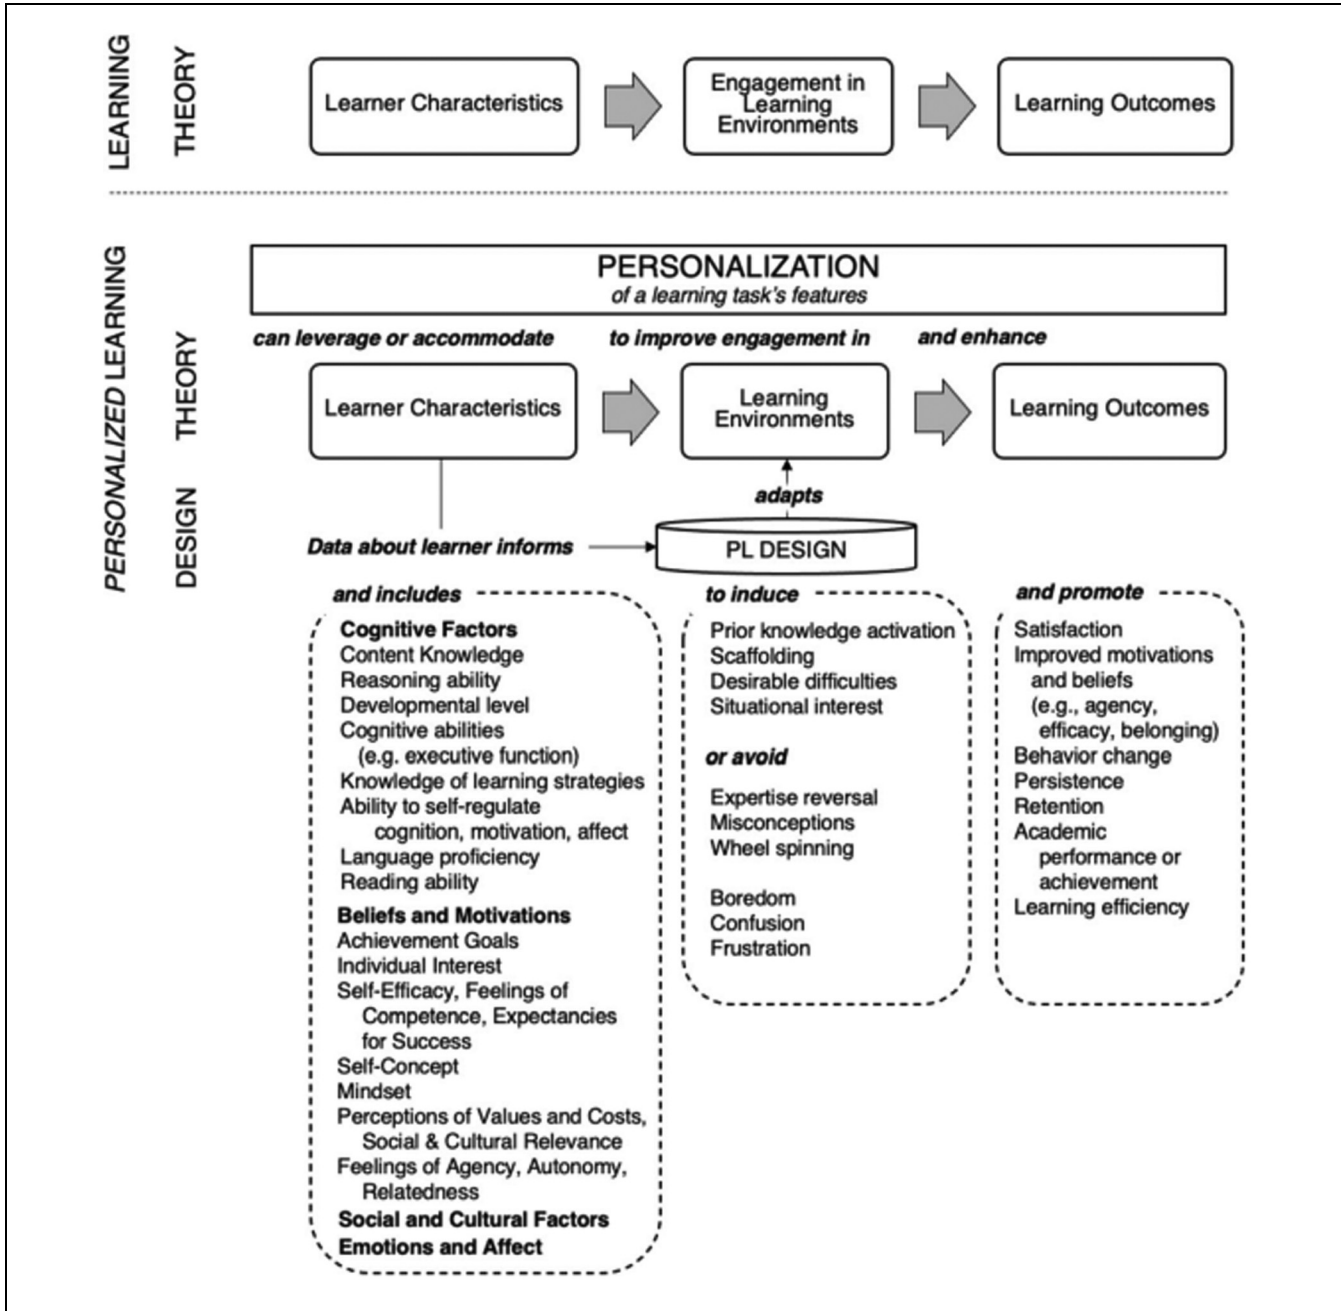 LEARNING
THEORY
Learner Characteristics
Engagement in
Learning
Environments
Learning Outcomes
PERSONALIZED LEARNING
THEORY
DESIGN
PERSONALIZATION
of a learning task's features
can leverage or accommodate
to improve engagement in
and enhance
Learner Characteristics
Learning
Environments
Learning Outcomes
adapts
Data about learner informs
PL DESIGN
and includes
Cognitive Factors
Content Knowledge
Reasoning ability
Developmental level
Cognitive abilities
(e.g. executive function)
Knowledge of learning strategies
Ability to self-regulate
cognition, motivation, affect
Language proficiency
Reading ability
Beliefs and Motivations
Achievement Goals
Individual Interest
Self-Efficacy, Feelings of
Competence, Expectancies
for Success
Self-Concept
Mindset
Perceptions of Values and Costs,
Social & Cultural Relevance
Feelings of Agency, Autonomy,
Relatedness
Social and Cultural Factors
Emotions and Affect
to induce
Prior knowledge activation
Scaffolding
Desirable difficulties
Situational interest
or avoid
Expertise reversal
Misconceptions
Wheel spinning
Boredom
Confusion
Frustration
and promote
Satisfaction
Improved motivations
and beliefs
(e.g., agency,
efficacy, belonging)
Behavior change
Persistence
Retention
Academic
performance or
achievement
Learning efficiency